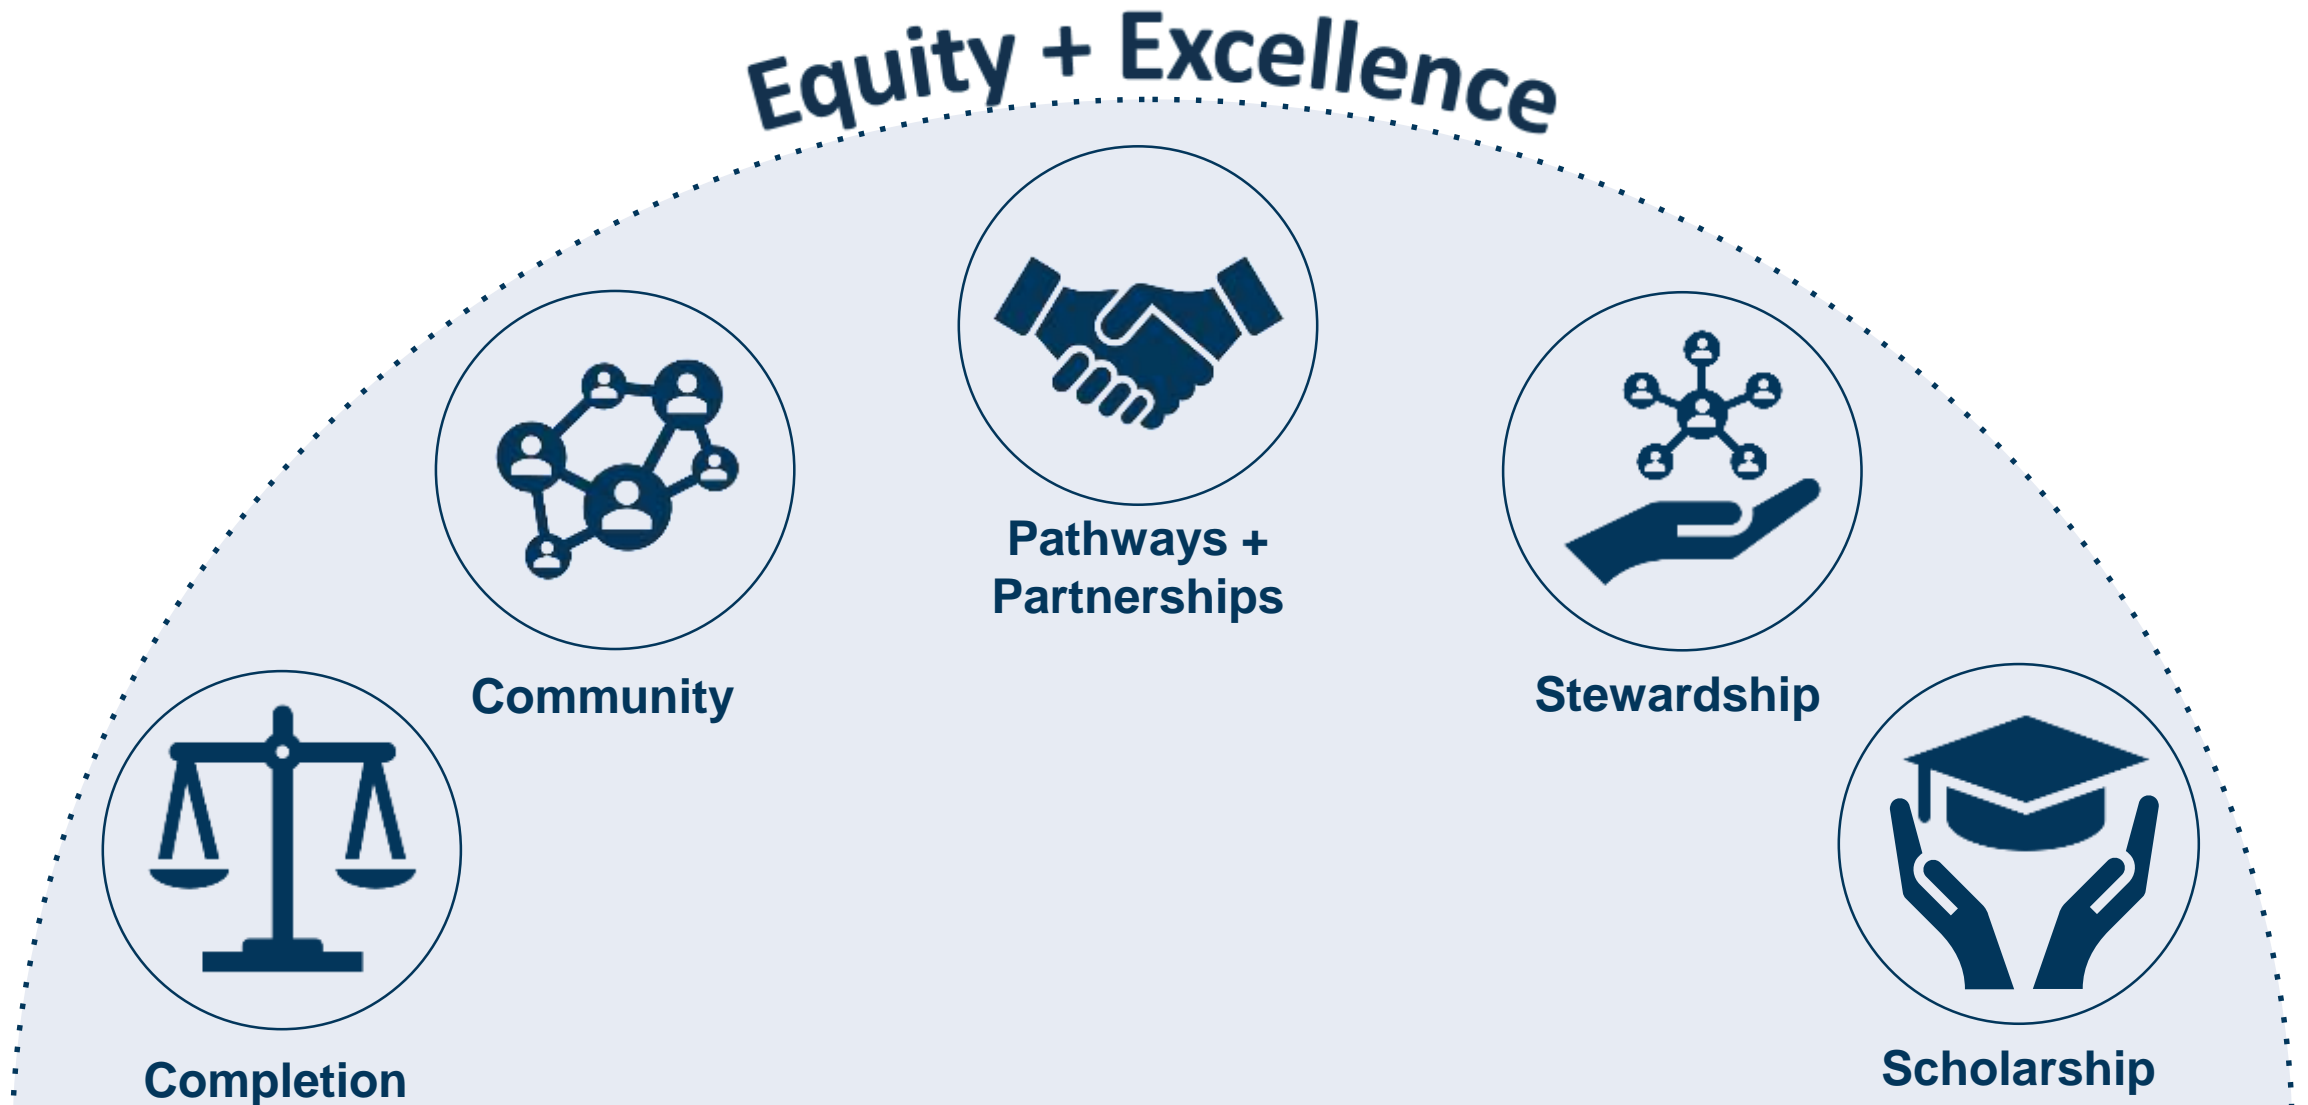 Equity + Excellence
Pathways +
Partnerships
Community
Stewardship
Completion
Scholarship